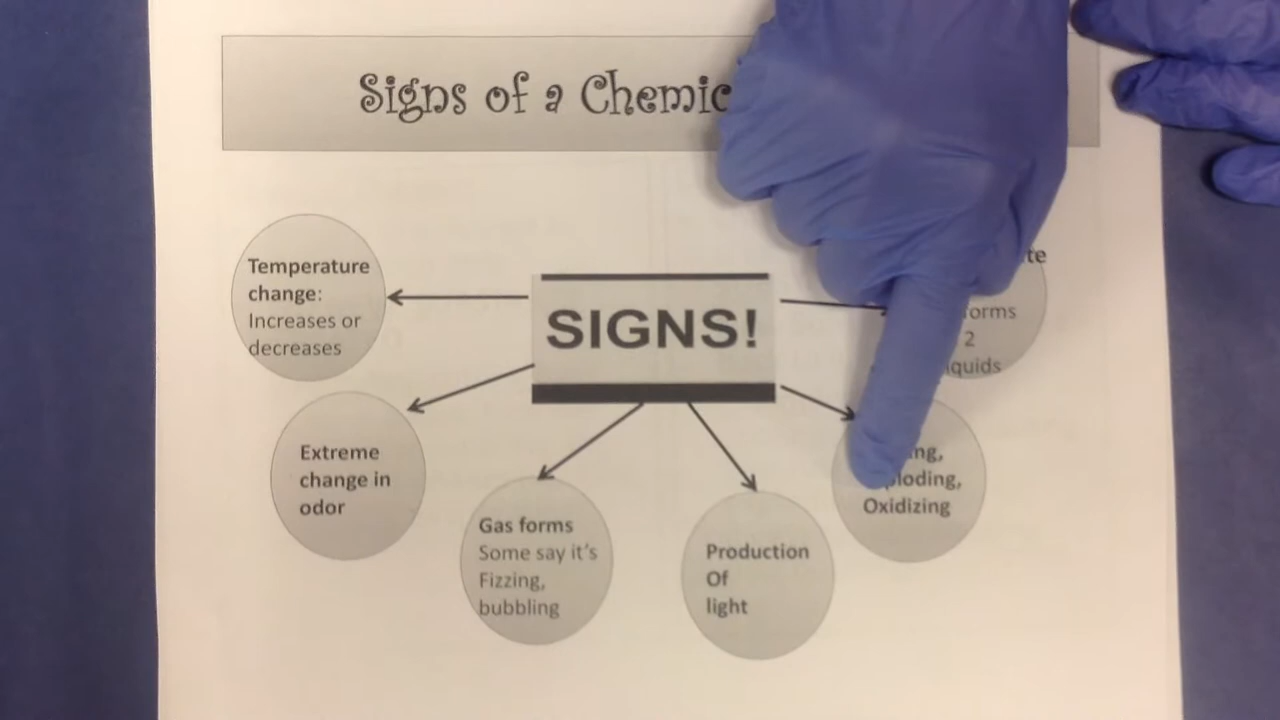 Signs of a Chemic
SIGNS!
Temperature
change:
Increases or
decreases
Extreme
change in
odor
Gas forms
Some say it's
Fizzing,
bubbling
Production
Of
light
Oxidizing
2